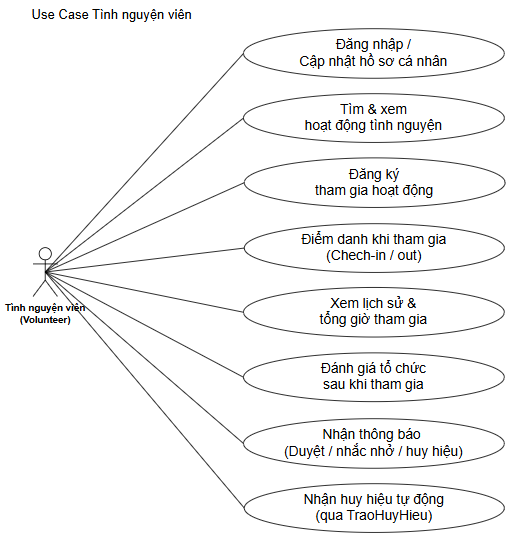 Use Case Tình nguyện viên
Đăng nhập /
Cập nhật hồ sơ cá nhân
Tìm & xem
hoạt động tình nguyện
Đăng ký
tham gia hoạt động
Điểm danh khi tham gia
(Chech-in / out)
Tình nguyện viên
(Volunteer)
Xem lịch sử &
tổng giờ tham gia
Đánh giá tổ chức
sau khi tham gia
Nhận thông báo
(Duyệt / nhắc nhở / huy hiệu)
Nhận huy hiệu tự động
(qua TraoHuyHieu)